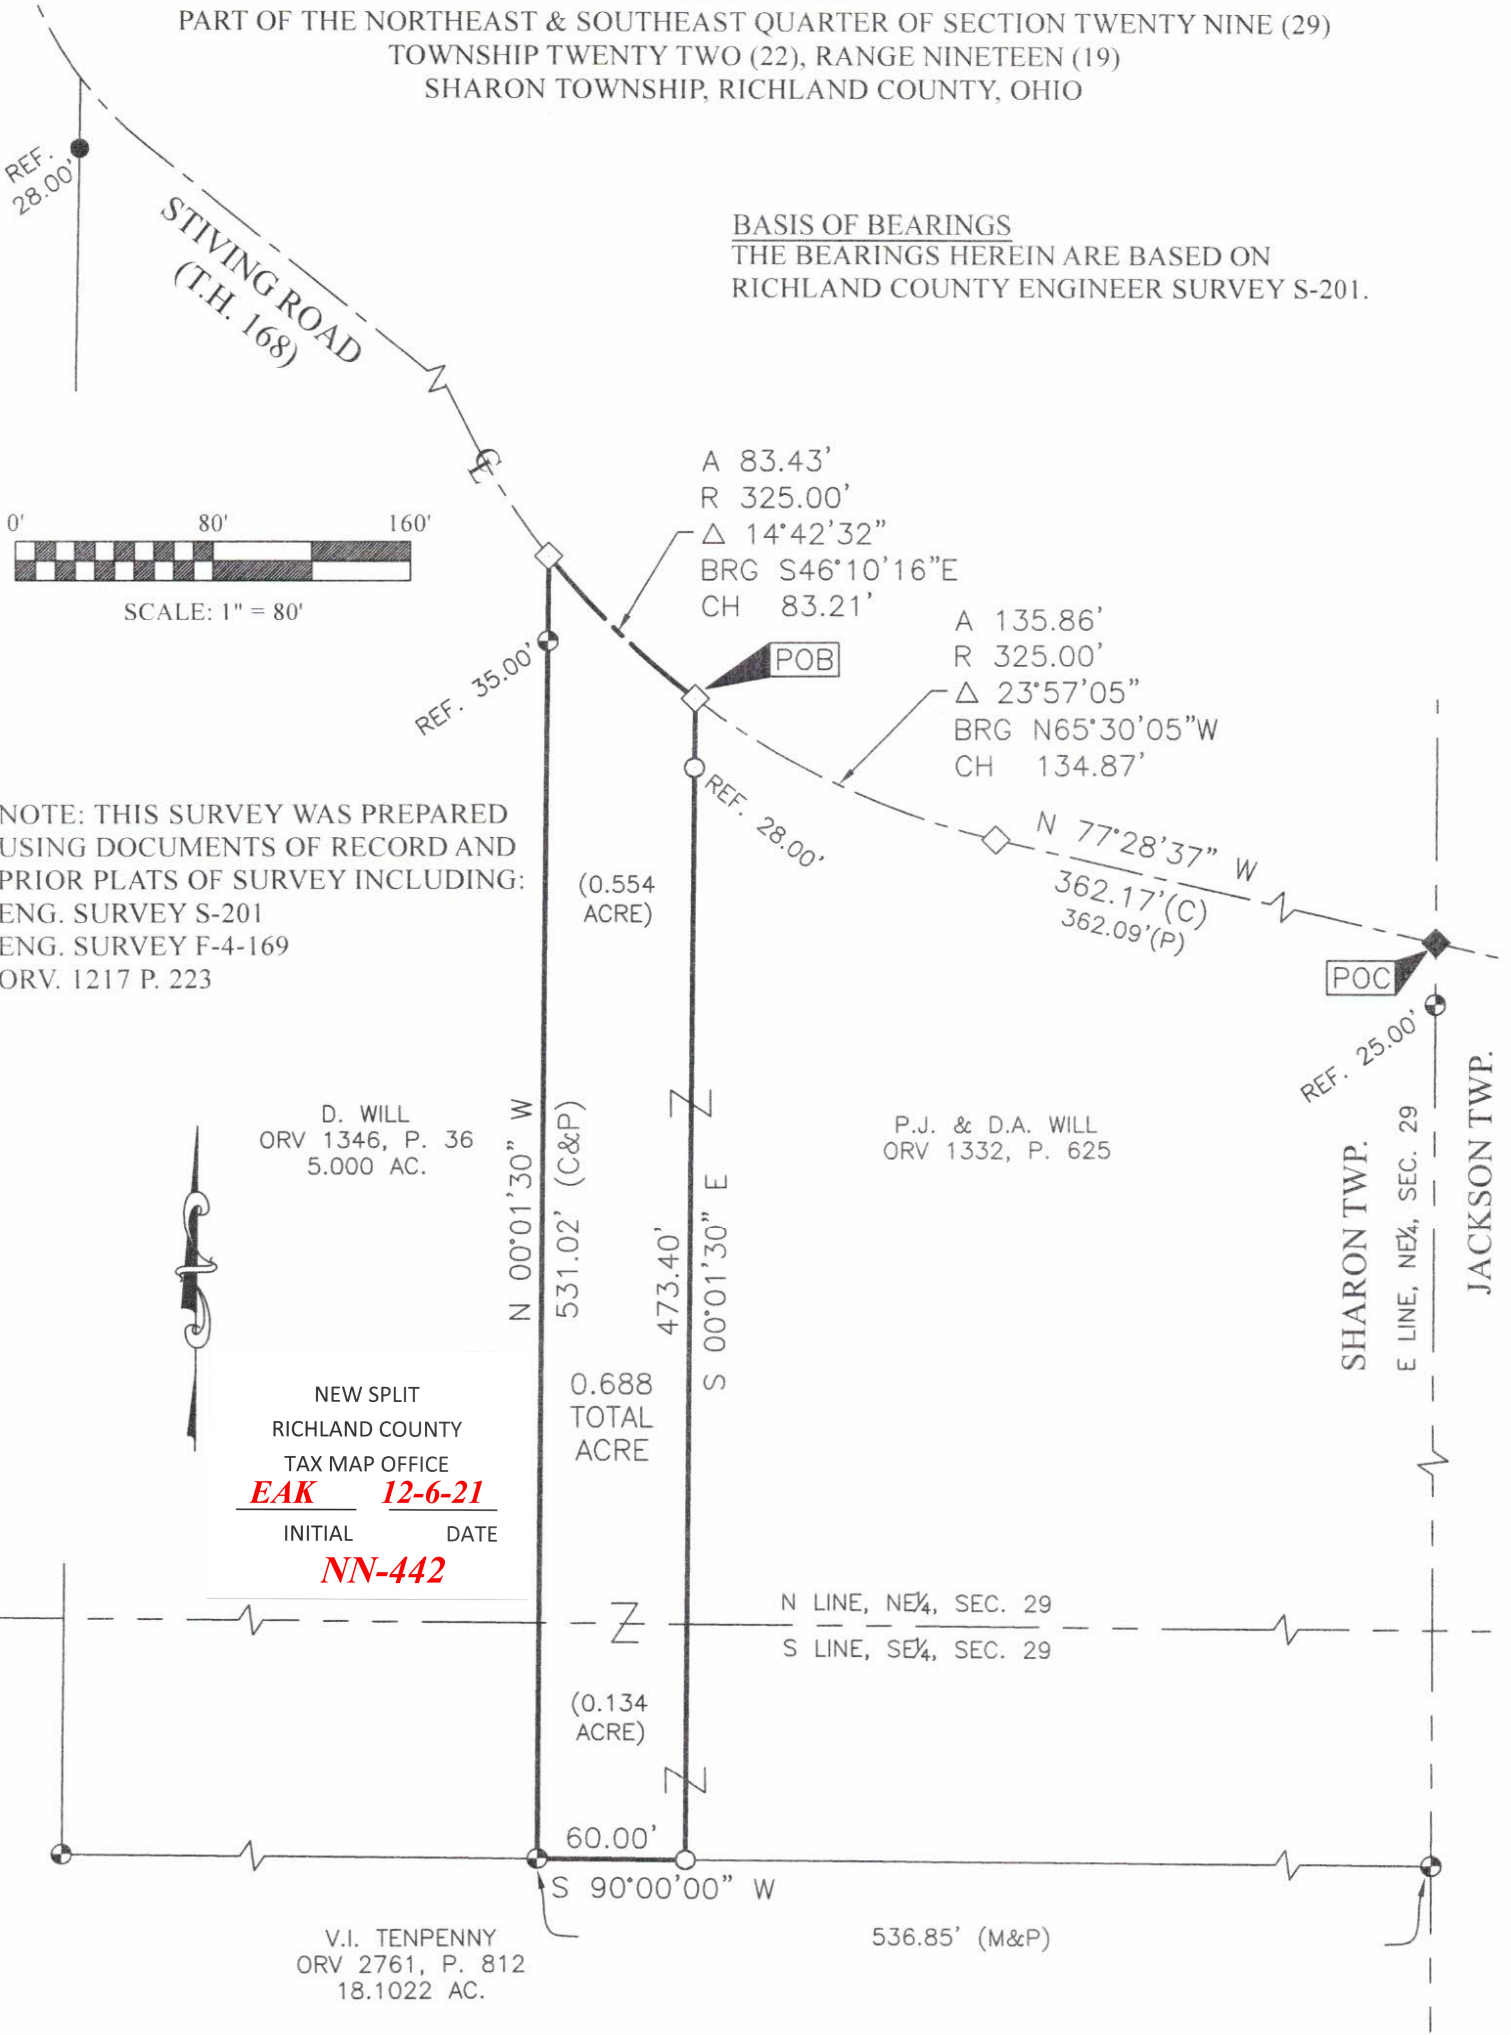 PART OF THE NORTHEAST & SOUTHEAST QUARTER OF SECTION TWENTY NINE (29)
TOWNSHIP TWENTY TWO (22), RANGE NINETEEN (19)
SHARON TOWNSHIP, RICHLAND COUNTY, OHIO
REF.
28.00'
STIVING ROAD
(T.H. 168)
BASIS OF BEARINGS
THE BEARINGS HEREIN ARE BASED ON
RICHLAND COUNTY ENGINEER SURVEY S-201.
CL
0' 80' 160'
SCALE: 1" = 80'
A 83.43'
R 325.00'
Δ 14°42'32"
BRG S46°10'16"E
CH 83.21'
POB
REF. 35.00'
REF. 28.00'
A 135.86'
R 325.00'
Δ 23°57'05"
BRG N65°30'05"W
CH 134.87'
N 77°28'37" W
362.17'(C)
362.09'(P)
POC
REF. 25.00'
NOTE: THIS SURVEY WAS PREPARED
USING DOCUMENTS OF RECORD AND
PRIOR PLATS OF SURVEY INCLUDING:
ENG. SURVEY S-201
ENG. SURVEY F-4-169
ORV. 1217 P. 223
(0.554
ACRE)
D. WILL
ORV 1346, P. 36
5.000 AC.
N 00°01'30" W
531.02' (C&P)
473.40'
S 00°01'30" E
P.J. & D.A. WILL
ORV 1332, P. 625
SHARON TWP.
E LINE, NE¼, SEC. 29
JACKSON TWP.
0.688
TOTAL
ACRE
NEW SPLIT
RICHLAND COUNTY
TAX MAP OFFICE
EAK 12-6-21
INITIAL DATE
NN-442
N LINE, NE¼, SEC. 29
S LINE, SE¼, SEC. 29
(0.134
ACRE)
60.00'
S 90°00'00" W
536.85' (M&P)
V.I. TENPENNY
ORV 2761, P. 812
18.1022 AC.